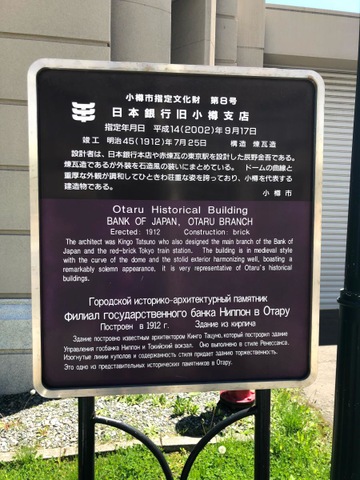 小樽市指定文化財 第8号
日本銀行旧小樽支店
指定年月日 平成14(2002)年9月17日
竣工 明治45(1912)年7月25日 構造 煉瓦造
設計者は、日本銀行本店や赤煉瓦の東京駅を設計した辰野金吾である。
煉瓦造であるが外装を石造風の装いにまとめている。 ドームの曲線と
重厚な外観が調和してひときわ荘重な姿を誇っており、小樽を代表する
建造物である。
小樽市
Otaru Historical Building
BANK OF JAPAN, OTARU BRANCH
Erected: 1912 Construction: brick
The architect was Kingo Tatsuno who also designed the main branch of the Bank of
Japan and the red-brick Tokyo train station. The building is in medieval style
with the curve of the dome and the stolid exterior harmonizing well, boasting a
remarkably solemn appearance, it is very representative of Otaru's historical
buildings.
Городской историко-архитектурный памятник
филиал государственного банка Ниппон в Отару
Построен в 1912 г. Здание из кирпича
Здание построено известным архитектором Кинго Тацуно, который построил здание
Управления госбанка Ниппон и Токийский вокзал. Оно выполнено в стиле Ренессанса.
Изогнутые линии куполов и содержанность стиля придает зданию торжественность.
Это одно из представительных исторических памятников в Отару.